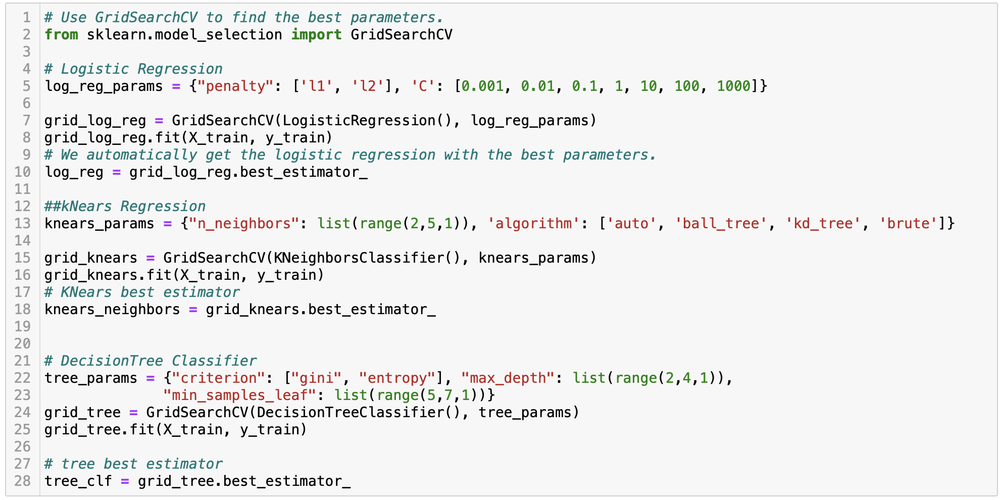 1 # Use GridSearchCV to find the best parameters.
2 from sklearn.model_selection import GridSearchCV
3
4 # Logistic Regression
5 log_reg_params = {"penalty": ['l1', 'l2'], 'C': [0.001, 0.01, 0.1, 1, 10, 100, 1000]}
6
7 grid_log_reg = GridSearchCV(LogisticRegression(), log_reg_params)
8 grid_log_reg.fit(X_train, y_train)
9 # We automatically get the logistic regression with the best parameters.
10 log_reg = grid_log_reg.best_estimator_
11
12 ##kNears Regression
13 knears_params = {"n_neighbors": list(range(2,5,1)), 'algorithm': ['auto', 'ball_tree', 'kd_tree', 'brute']}
14
15 grid_knears = GridSearchCV(KNeighborsClassifier(), knears_params)
16 grid_knears.fit(X_train, y_train)
17 # KNears best estimator
18 knears_neighbors = grid_knears.best_estimator_
19
20
21 # DecisionTree Classifier
22 tree_params = {"criterion": ["gini", "entropy"], "max_depth": list(range(2,4,1)),
23               "min_samples_leaf": list(range(5,7,1))}
24 grid_tree = GridSearchCV(DecisionTreeClassifier(), tree_params)
25 grid_tree.fit(X_train, y_train)
26
27 # tree best estimator
28 tree_clf = grid_tree.best_estimator_